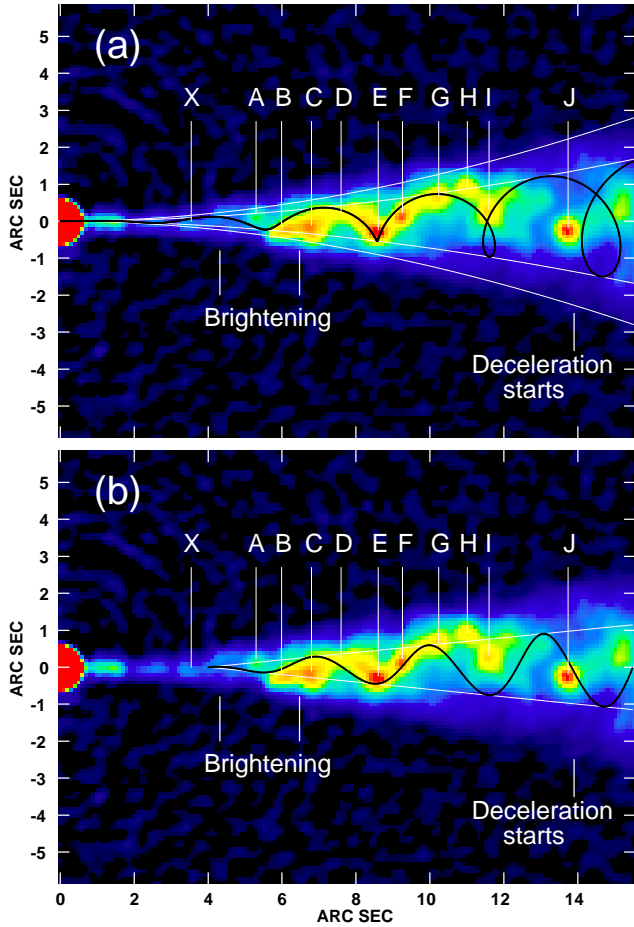 (a)
X A B C D E F G H I J
Brightening
Deceleration
starts
ARC SEC
5
4
3
2
1
0
-1
-2
-3
-4
-5
(b)
X A B C D E F G H I J
Brightening
Deceleration
starts
ARC SEC
5
4
3
2
1
0
-1
-2
-3
-4
-5
0 2 4 6 8 10 12 14
ARC SEC